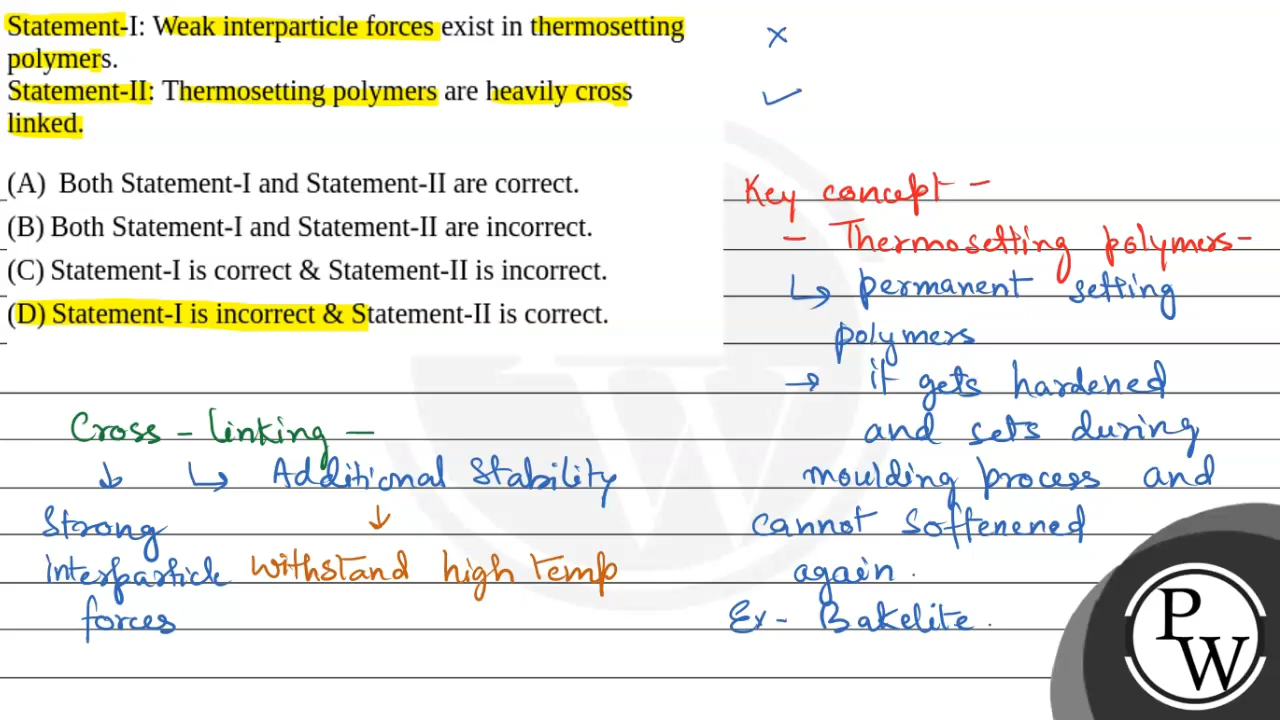 Statement-I: Weak interparticle forces exist in thermosetting
polymers.
Statement-II: Thermosetting polymers are heavily cross
linked.
(A) Both Statement-I and Statement-II are correct.
(B) Both Statement-I and Statement-II are incorrect.
(C) Statement-I is correct & Statement-II is incorrect.
(D) Statement-I is incorrect & Statement-II is correct.
Key concept -
- Thermosetting polymers-
↳ permanent setting
polymers
→ it gets hardened
and sets during
moulding process and
cannot softenened
again.
Ex- Bakelite.
Cross-linking -
↓ ↳ Additional Stability
↓
Strong
interparticle
forces
withstand high temp
PW